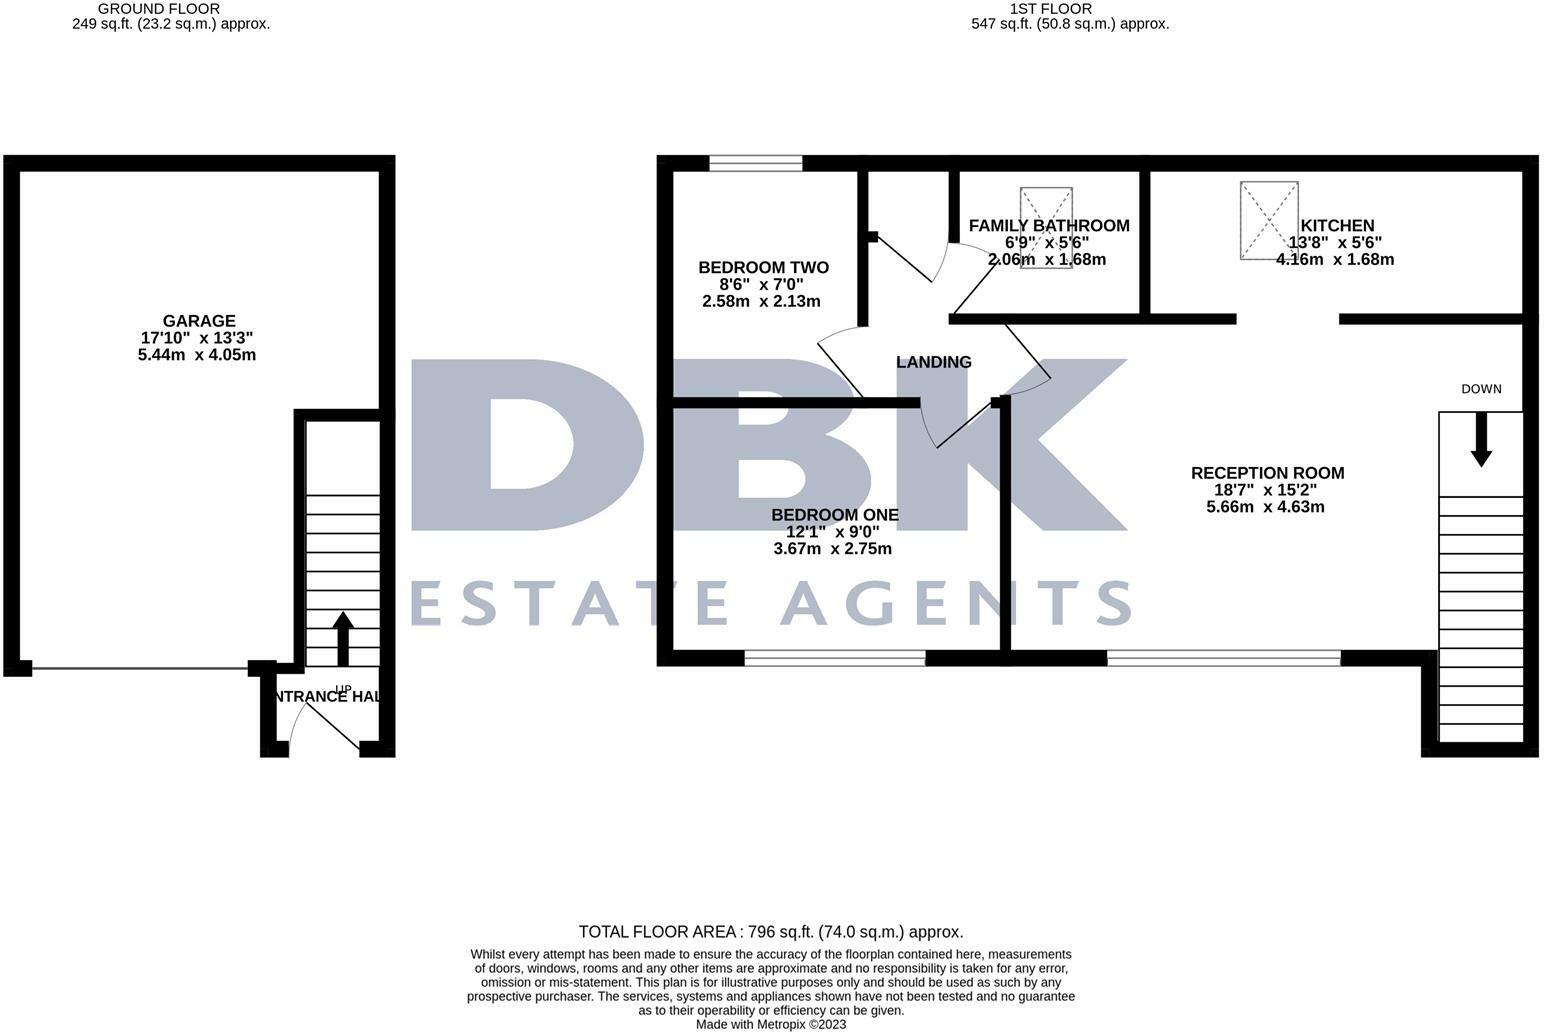 GROUND FLOOR
249 sq.ft. (23.2 sq.m.) approx.
1ST FLOOR
547 sq.ft. (50.8 sq.m.) approx.
GARAGE
17'10" x 13'3"
5.44m x 4.05m
UP
NTRANCE HAL
BEDROOM TWO
8'6" x 7'0"
2.58m x 2.13m
FAMILY BATHROOM
6'9" x 5'6"
2.06m x 1.68m
KITCHEN
13'8" x 5'6"
4.16m x 1.68m
LANDING
DOWN
BEDROOM ONE
12'1" x 9'0"
3.67m x 2.75m
RECEPTION ROOM
18'7" x 15'2"
5.66m x 4.63m
DBK
ESTATE AGENTS
TOTAL FLOOR AREA : 796 sq.ft. (74.0 sq.m.) approx.
Whilst every attempt has been made to ensure the accuracy of the floorplan contained here, measurements
of doors, windows, rooms and any other items are approximate and no responsibility is taken for any error,
omission or mis-statement. This plan is for illustrative purposes only and should be used as such by any
prospective purchaser. The services, systems and appliances shown have not been tested and no guarantee
as to their operability or efficiency can be given.
Made with Metropix ©2023